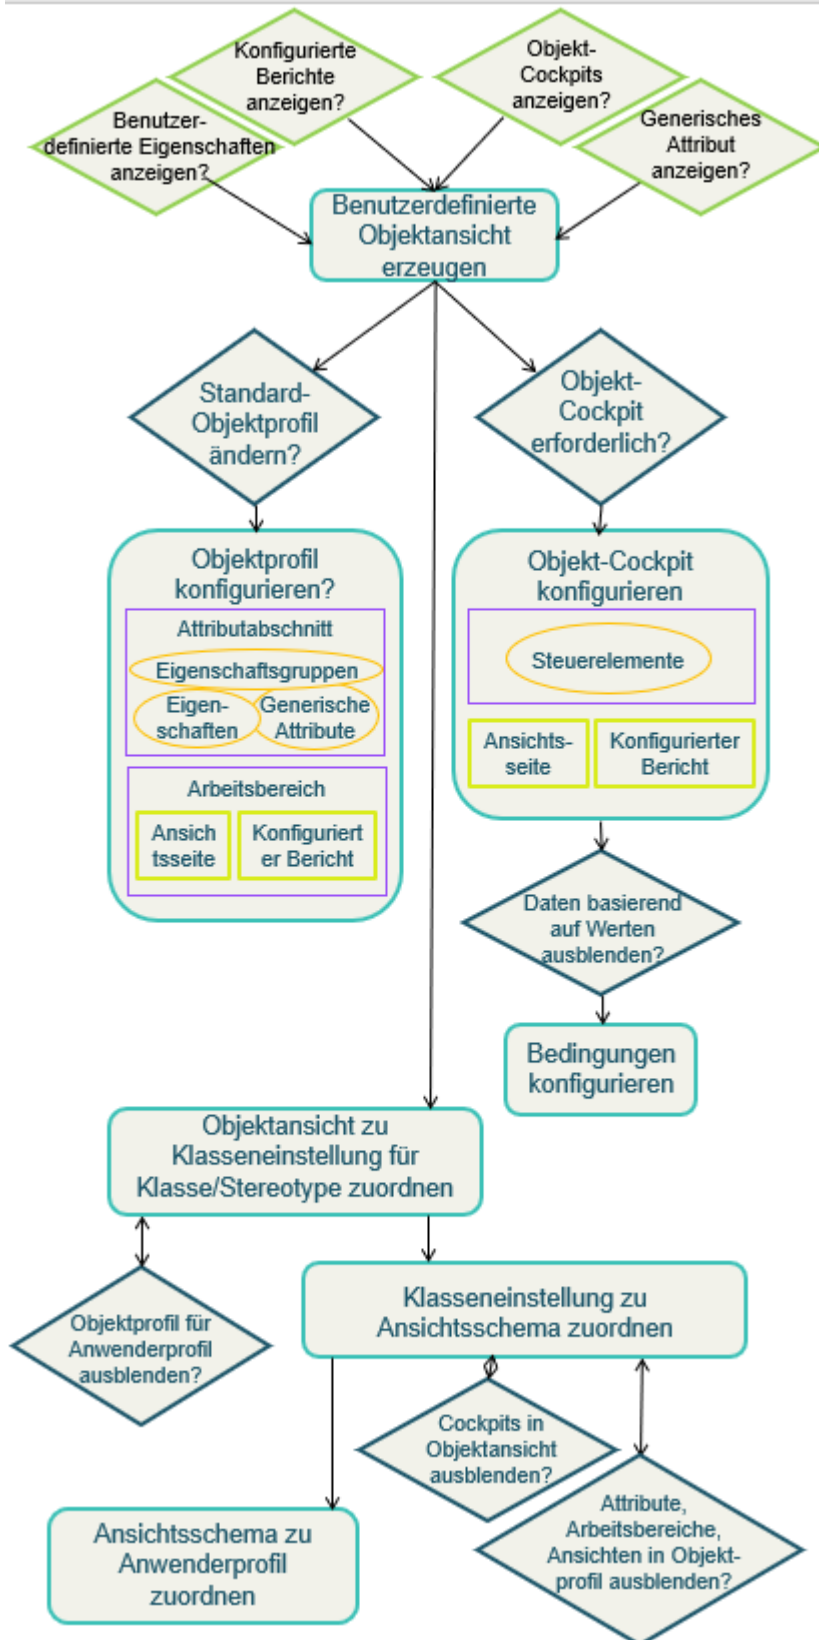 Konfigurierte
Berichte
anzeigen?
Objekt-
Cockpits
anzeigen?
Benutzer-
definierte Eigenschaften
anzeigen?
Generisches
Attribut
anzeigen?
Benutzerdefinierte
Objektansicht
erzeugen
Standard-
Objektprofil
ändern?
Objekt-
Cockpit
erforderlich?
Objektprofil
konfigurieren?
Attributabschnitt
Eigenschaftsgruppen
Eigen-
schaften
Generische
Attribute
Arbeitsbereich
Ansich
tsseite
Konfiguriert
er Bericht
Objekt-Cockpit
konfigurieren
Steuerelemente
Ansichts-
seite
Konfigurierter
Bericht
Daten basierend
auf Werten
ausblenden?
Bedingungen
konfigurieren
Objektansicht zu
Klasseneinstellung für
Klasse/Stereotype zuordnen
Objektprofil für
Anwenderprofil
ausblenden?
Klasseneinstellung zu
Ansichtsschema zuordnen
Cockpits in
Objektansicht
ausblenden?
Attribute,
Arbeitsbereiche,
Ansichten in Objekt-
profil ausblenden?
Ansichtsschema zu
Anwenderprofil
zuordnen